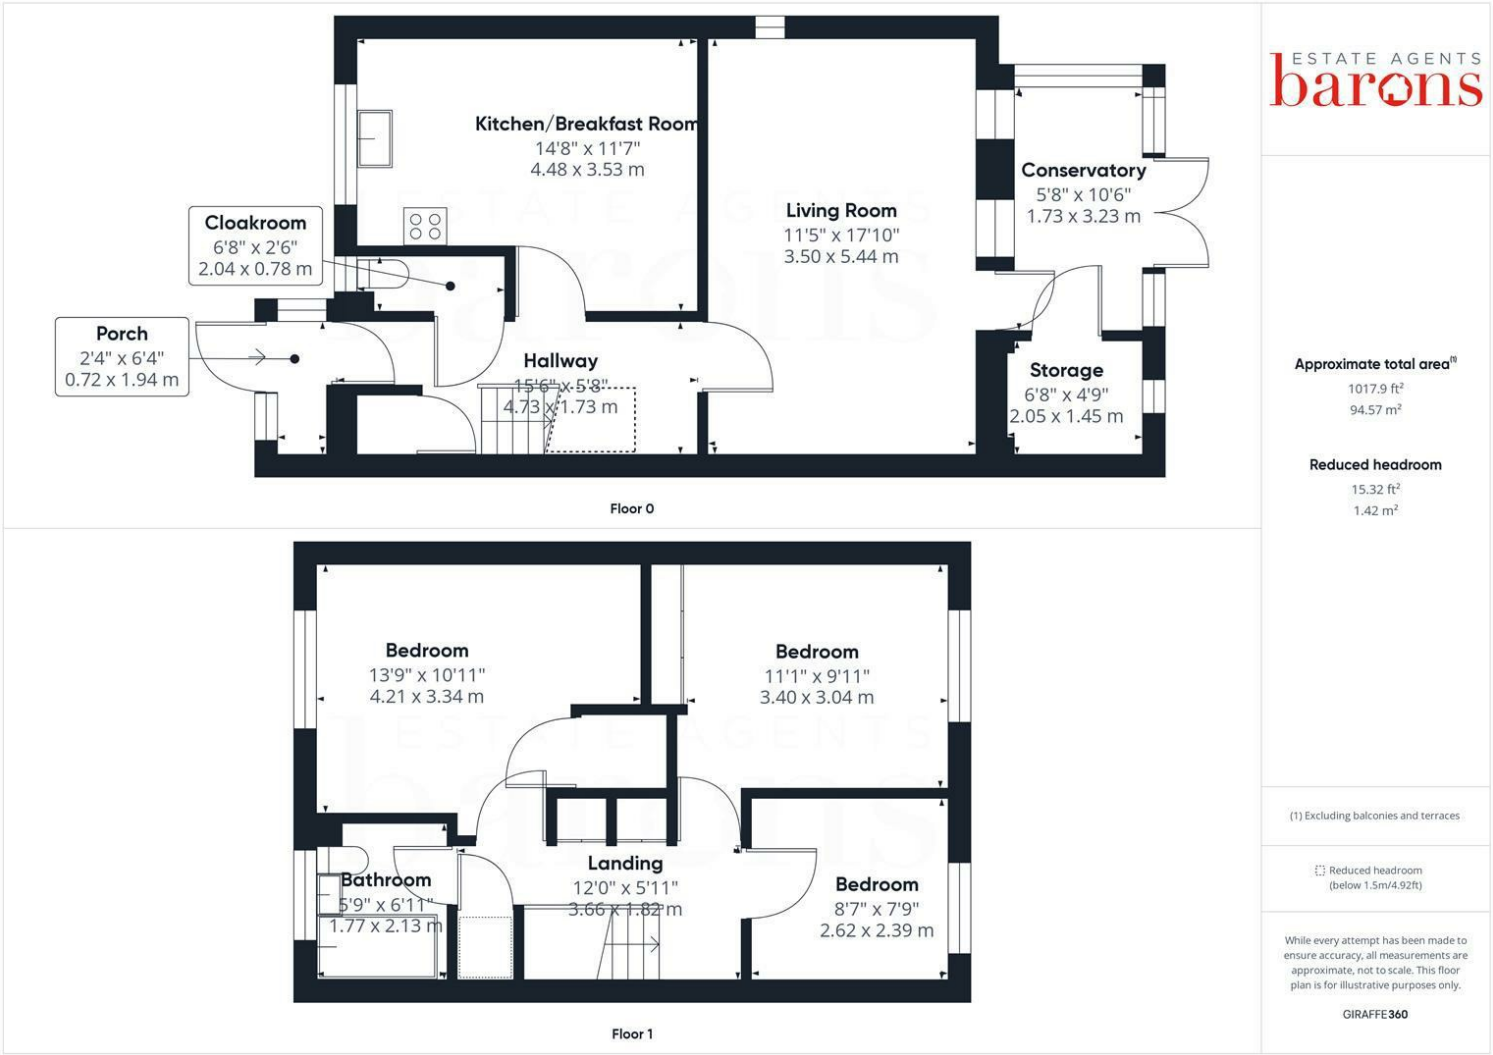 Kitchen/Breakfast Room
14'8" x 11'7"
4.48 x 3.53 m
Cloakroom
6'8" x 2'6"
2.04 x 0.78 m
Porch
2'4" x 6'4"
0.72 x 1.94 m
Hallway
15'6" x 5'8"
4.73 x 1.73 m
Living Room
11'5" x 17'10"
3.50 x 5.44 m
Conservatory
5'8" x 10'6"
1.73 x 3.23 m
Storage
6'8" x 4'9"
2.05 x 1.45 m
ESTATE AGENTS
barons
Floor 0
Bedroom
13'9" x 10'11"
4.21 x 3.34 m
Bedroom
11'1" x 9'11"
3.40 x 3.04 m
Bathroom
5'9" x 6'11"
1.77 x 2.13 m
Landing
12'0" x 5'11"
3.66 x 1.82 m
Bedroom
8'7" x 7'9"
2.62 x 2.39 m
ESTATE AGENTS
barons
Floor 1
ESTATE AGENTS
barons
Approximate total area(1)
1017.9 ft²
94.57 m²
Reduced headroom
15.32 ft²
1.42 m²
(1) Excluding balconies and terraces
Reduced headroom
(below 1.5m/4.92ft)
While every attempt has been made to
ensure accuracy, all measurements are
approximate, not to scale. This floor
plan is for illustrative purposes only.
GIRAFFE360